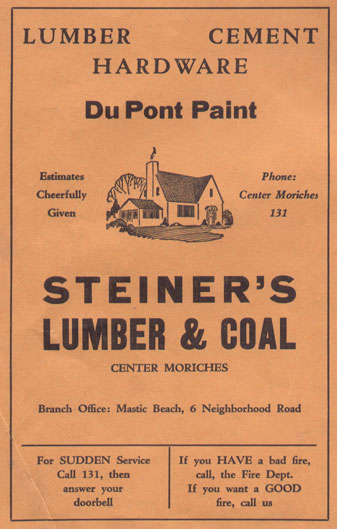 LUMBER CEMENT
HARDWARE
Du Pont Paint
Estimates
Cheerfully
Given
Phone:
Center Moriches
131
STEINER'S
LUMBER & COAL
CENTER MORICHES
Branch Office: Mastic Beach, 6 Neighborhood Road
For SUDDEN Service
Call 131, then
answer your
doorbell
If you HAVE a bad fire,
call, the Fire Dept.
If you want a GOOD
fire, call us